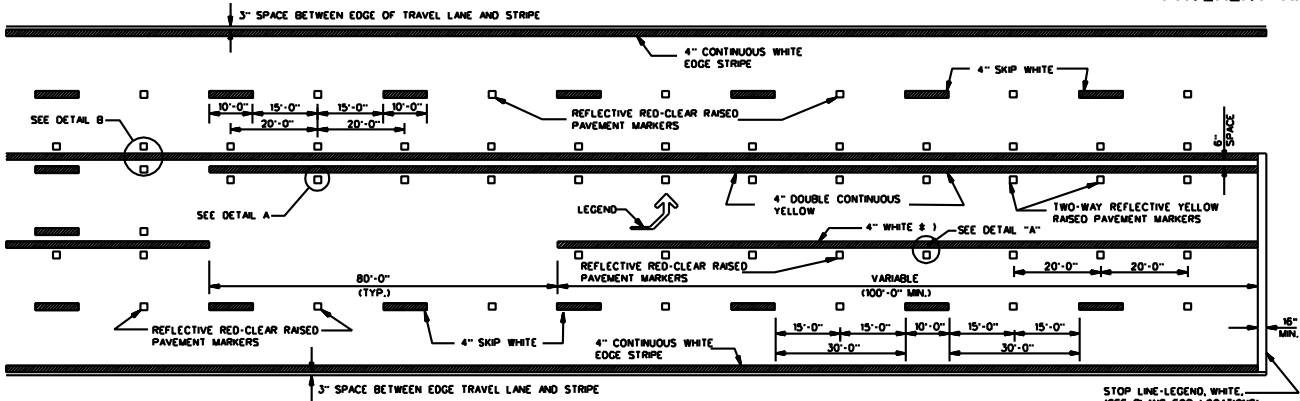 3" SPACE BETWEEN EDGE OF TRAVEL LANE AND STRIPE
4" CONTINUOUS WHITE
EDGE STRIPE
4" SKIP WHITE
10'-0" 15'-0" 15'-0" 10'-0"
20'-0" 20'-0"
REFLECTIVE RED-CLEAR RAISED
PAVEMENT MARKERS
SEE DETAIL B
6"
SPACE
SEE DETAIL A
LEGEND
4" DOUBLE CONTINUOUS
YELLOW
TWO-WAY REFLECTIVE YELLOW
RAISED PAVEMENT MARKERS
4" WHITE * )
SEE DETAIL "A"
REFLECTIVE RED-CLEAR RAISED
PAVEMENT MARKERS
20'-0" 20'-0"
80'-0"
(TYP.)
VARIABLE
(100'-0" MIN.)
REFLECTIVE RED-CLEAR RAISED
PAVEMENT MARKERS
4" SKIP WHITE
4" CONTINUOUS WHITE
EDGE STRIPE
15'-0" 15'-0" 10'-0" 15'-0" 15'-0"
30'-0" 30'-0"
16"
MIN.
3" SPACE BETWEEN EDGE TRAVEL LANE AND STRIPE
STOP LINE-LEGEND, WHITE,